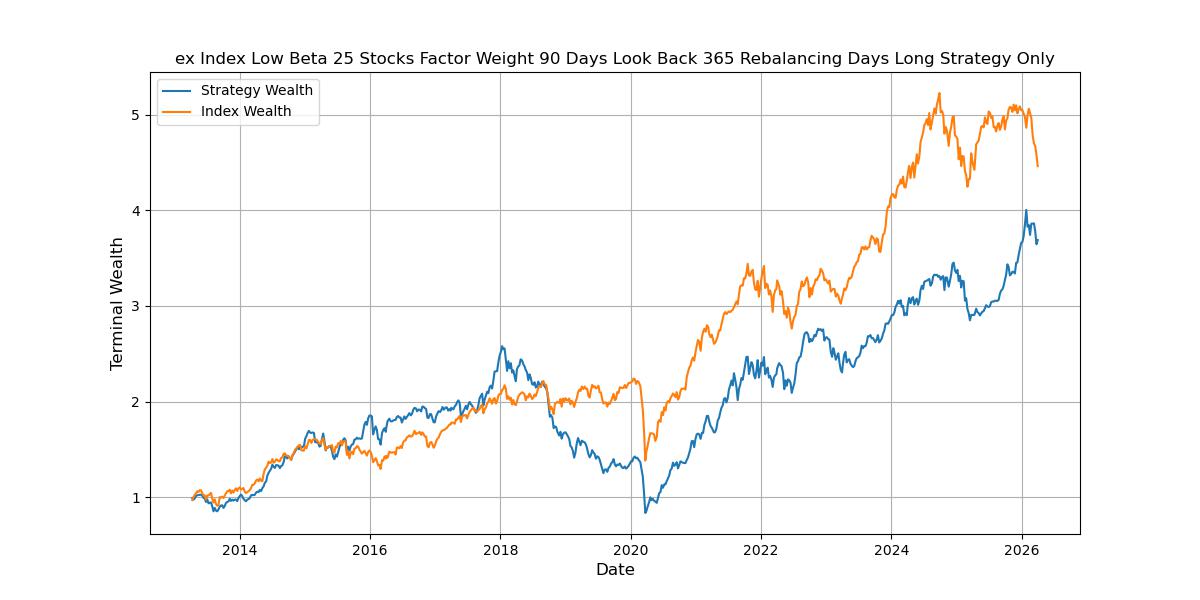 ex Index Low Beta 25 Stocks Factor Weight 90 Days Look Back 365 Rebalancing Days Long Strategy Only
Strategy Wealth
Index Wealth
Terminal Wealth
5
4
3
2
1
2014 2016 2018 2020 2022 2024 2026
Date